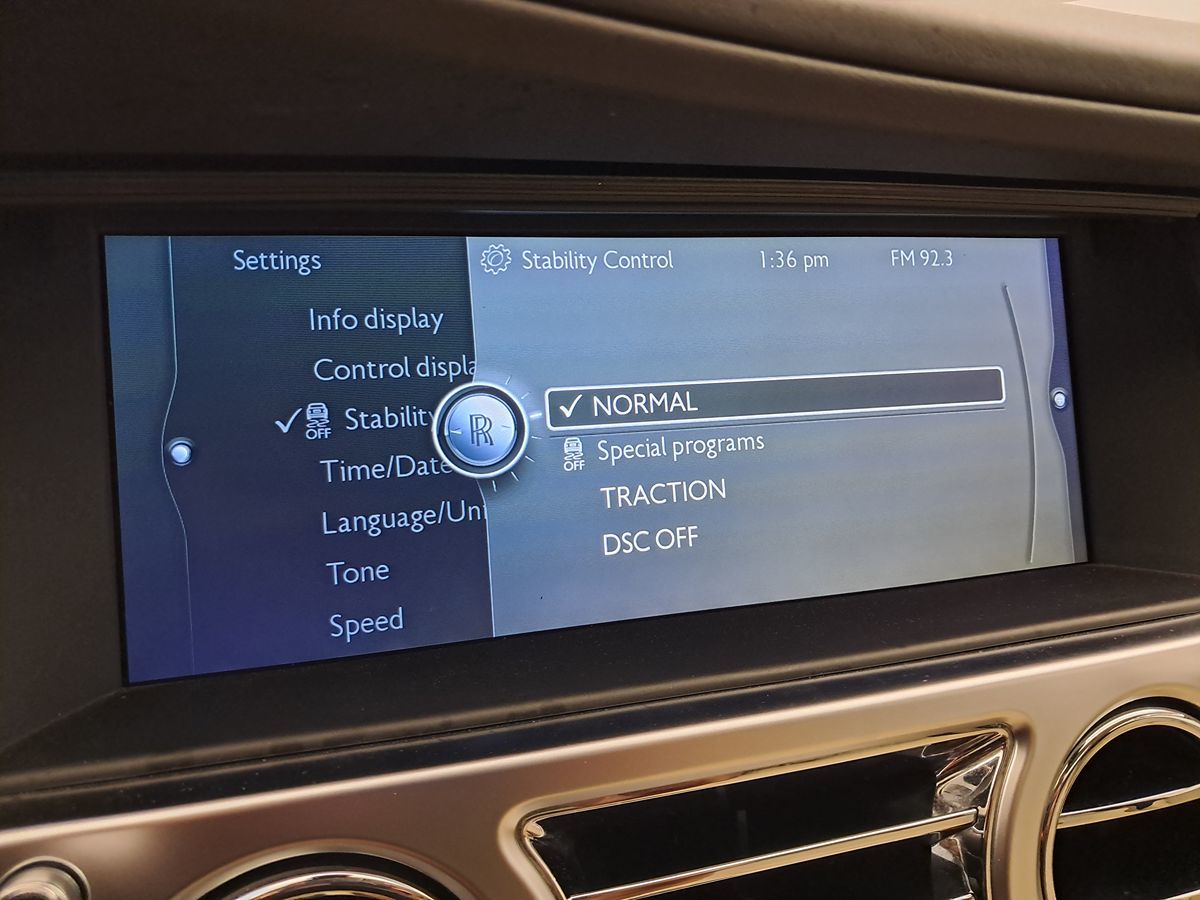 Settings
Info display
Control displa
OFF Stability
Time/Date
Language/Uni
Tone
Speed
RR
Stability Control 1:36 pm FM 92.3
NORMAL
OFF Special programs
TRACTION
DSC OFF